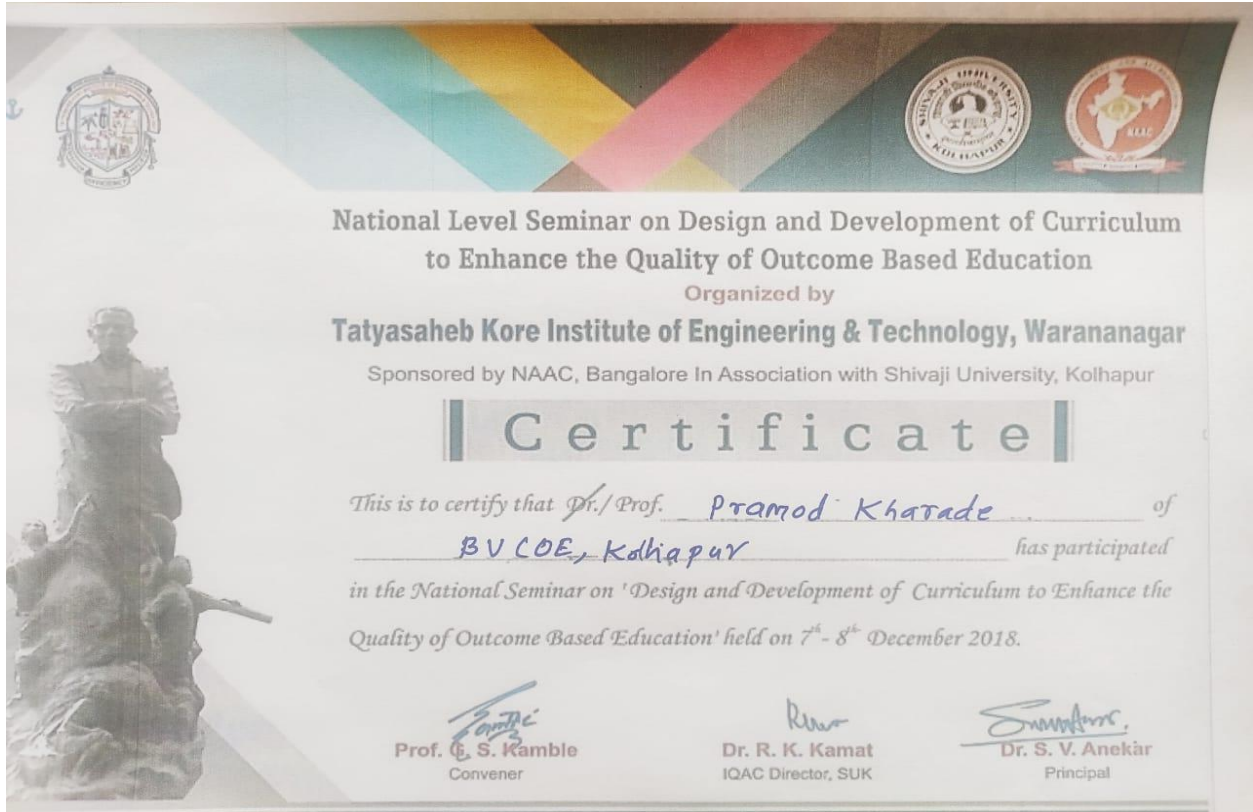 SHIVAJI UNIVERSITY
KOLHAPUR
NAAC
National Level Seminar on Design and Development of Curriculum
to Enhance the Quality of Outcome Based Education
Organized by
Tatyasaheb Kore Institute of Engineering & Technology, Warananagar
Sponsored by NAAC, Bangalore In Association with Shivaji University, Kolhapur
Certificate
This is to certify that Dr./ Prof. Pramod Kharade of
BVCOE, Kolhapur has participated
in the National Seminar on 'Design and Development of Curriculum to Enhance the
Quality of Outcome Based Education' held on 7th - 8th December 2018.
Prof. G. S. Kamble Dr. R. K. Kamat Dr. S. V. Anekar
Convener IQAC Director, SUK Principal